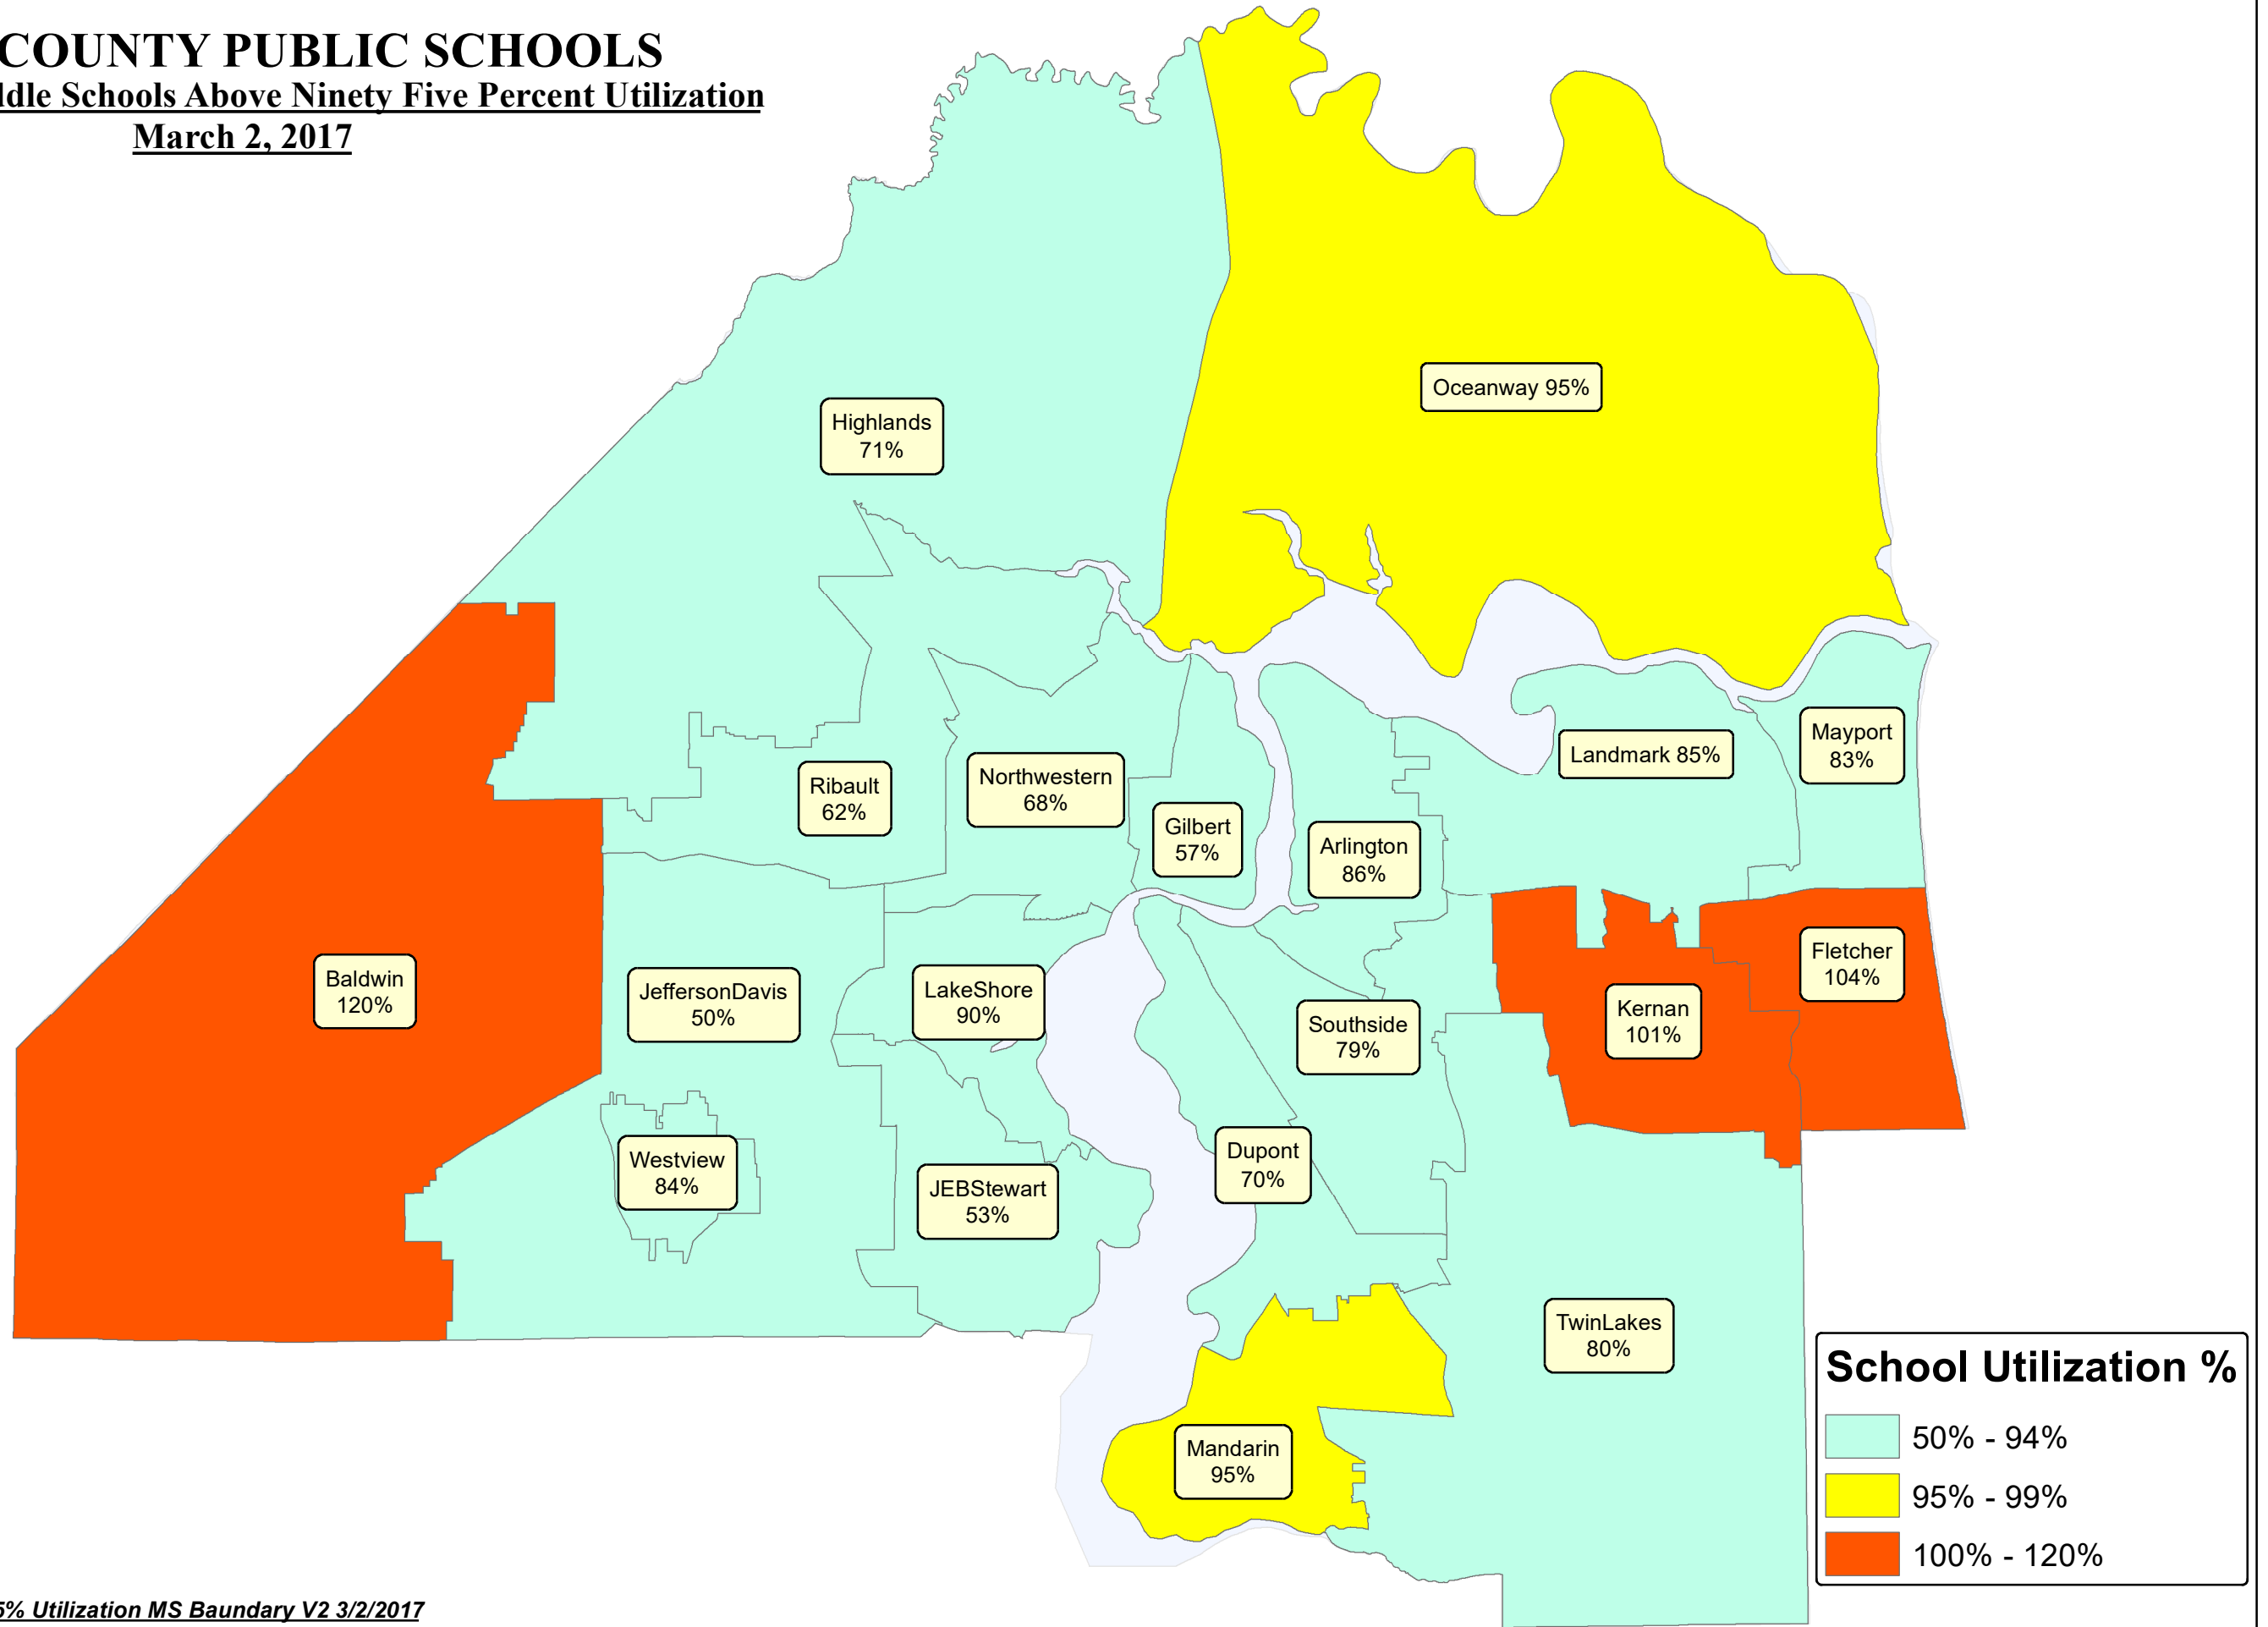 COUNTY PUBLIC SCHOOLS
ddle Schools Above Ninety Five Percent Utilization
March 2, 2017
Oceanway 95%
Highlands
71%
Mayport
83%
Landmark 85%
Northwestern
68%
Ribault
62%
Gilbert
57%
Arlington
86%
Fletcher
104%
Baldwin
120%
JeffersonDavis
50%
LakeShore
90%
Kernan
101%
Southside
79%
Dupont
70%
Westview
84%
JEBStewart
53%
TwinLakes
80%
Mandarin
95%
School Utilization %
50% - 94%
95% - 99%
100% - 120%
5% Utilization MS Baundary V2 3/2/2017